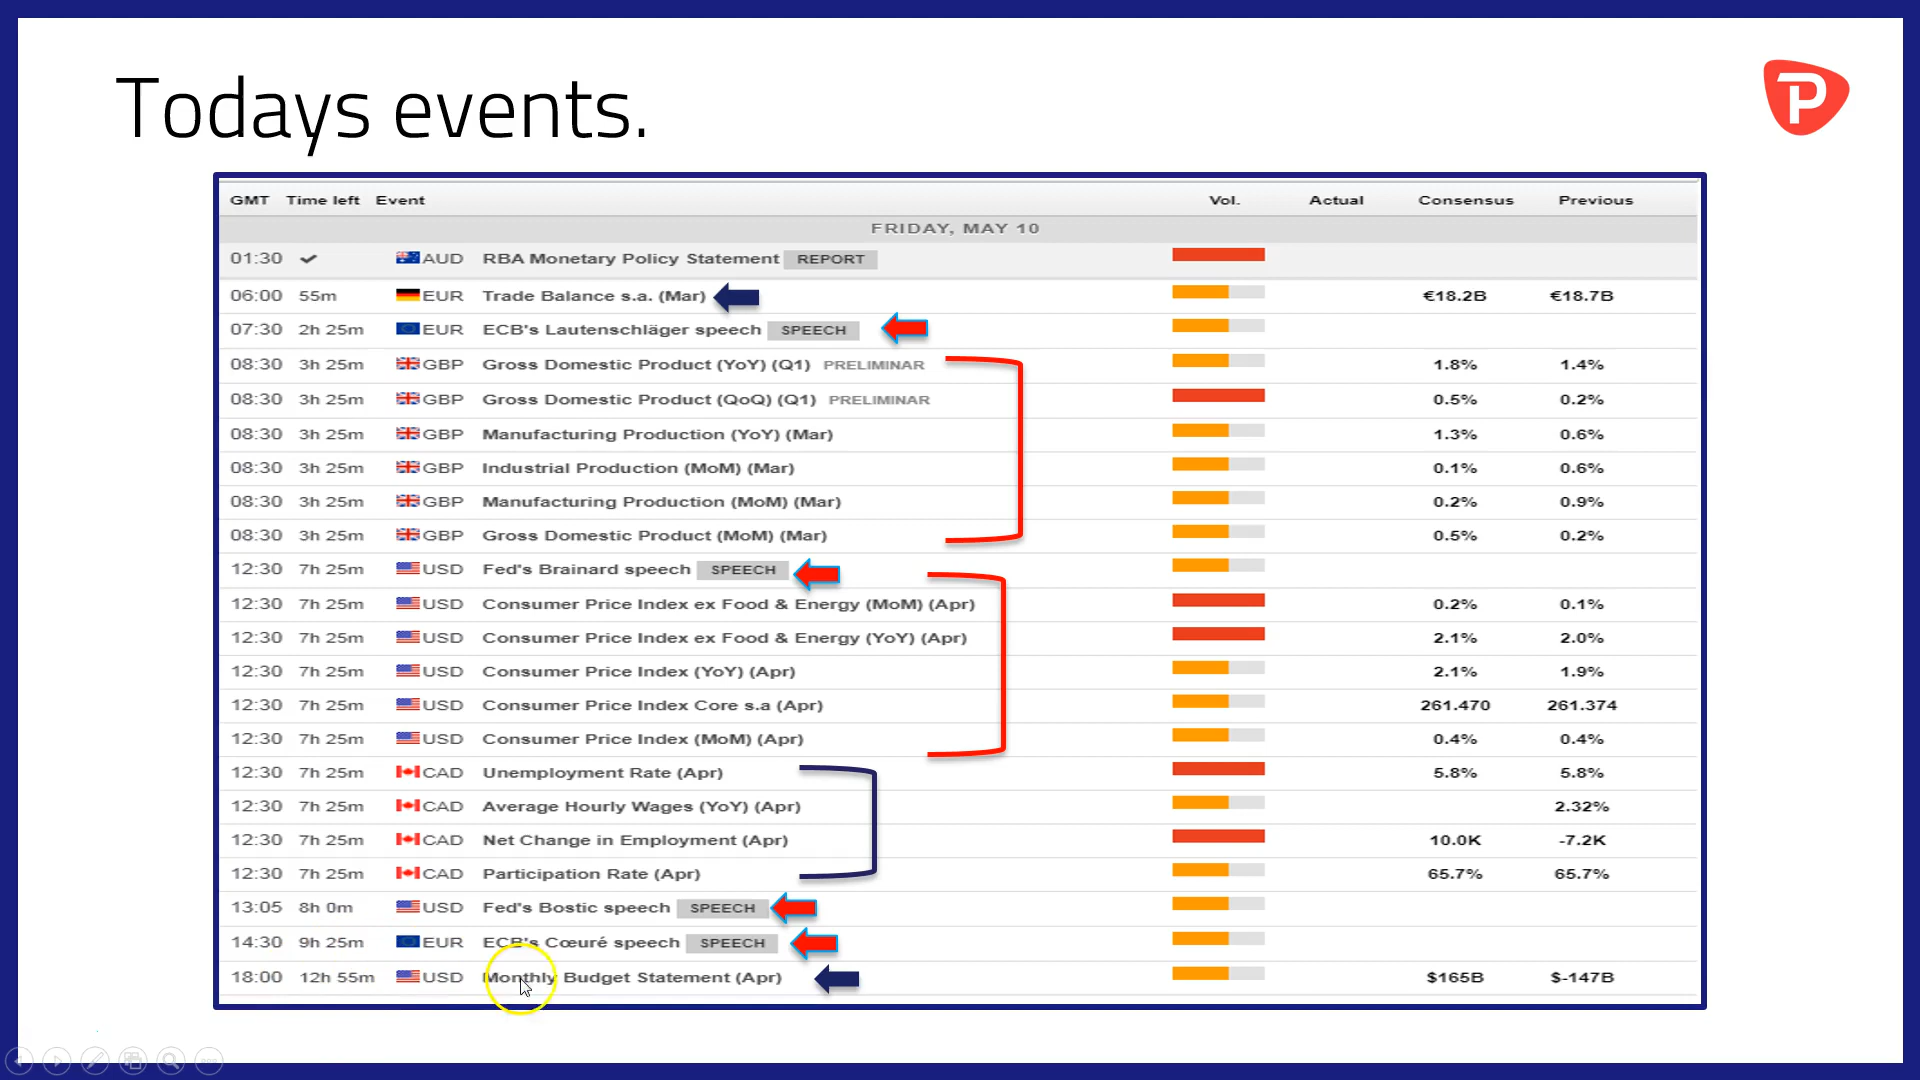 Todays events.
P
GMT Time left Event Vol. Actual Consensus Previous
FRIDAY, MAY 10
01:30 AUD RBA Monetary Policy Statement REPORT
06:00 55m EUR Trade Balance s.a. (Mar) €18.2B €18.7B
07:30 2h 25m EUR ECB's Lautenschläger speech SPEECH
08:30 3h 25m GBP Gross Domestic Product (YoY) (Q1) PRELIMINAR 1.8% 1.4%
08:30 3h 25m GBP Gross Domestic Product (QoQ) (Q1) PRELIMINAR 0.5% 0.2%
08:30 3h 25m GBP Manufacturing Production (YoY) (Mar) 1.3% 0.6%
08:30 3h 25m GBP Industrial Production (MoM) (Mar) 0.1% 0.6%
08:30 3h 25m GBP Manufacturing Production (MoM) (Mar) 0.2% 0.9%
08:30 3h 25m GBP Gross Domestic Product (MoM) (Mar) 0.5% 0.2%
12:30 7h 25m USD Fed's Brainard speech SPEECH
12:30 7h 25m USD Consumer Price Index ex Food & Energy (MoM) (Apr) 0.2% 0.1%
12:30 7h 25m USD Consumer Price Index ex Food & Energy (YoY) (Apr) 2.1% 2.0%
12:30 7h 25m USD Consumer Price Index (YoY) (Apr) 2.1% 1.9%
12:30 7h 25m USD Consumer Price Index Core s.a (Apr) 261.470 261.374
12:30 7h 25m USD Consumer Price Index (MoM) (Apr) 0.4% 0.4%
12:30 7h 25m CAD Unemployment Rate (Apr) 5.8% 5.8%
12:30 7h 25m CAD Average Hourly Wages (YoY) (Apr) 2.32%
12:30 7h 25m CAD Net Change in Employment (Apr) 10.0K -7.2K
12:30 7h 25m CAD Participation Rate (Apr) 65.7% 65.7%
13:05 8h 0m USD Fed's Bostic speech SPEECH
14:30 9h 25m EUR ECB's Cœuré speech SPEECH
18:00 12h 55m USD Monthly Budget Statement (Apr) $165B $-147B